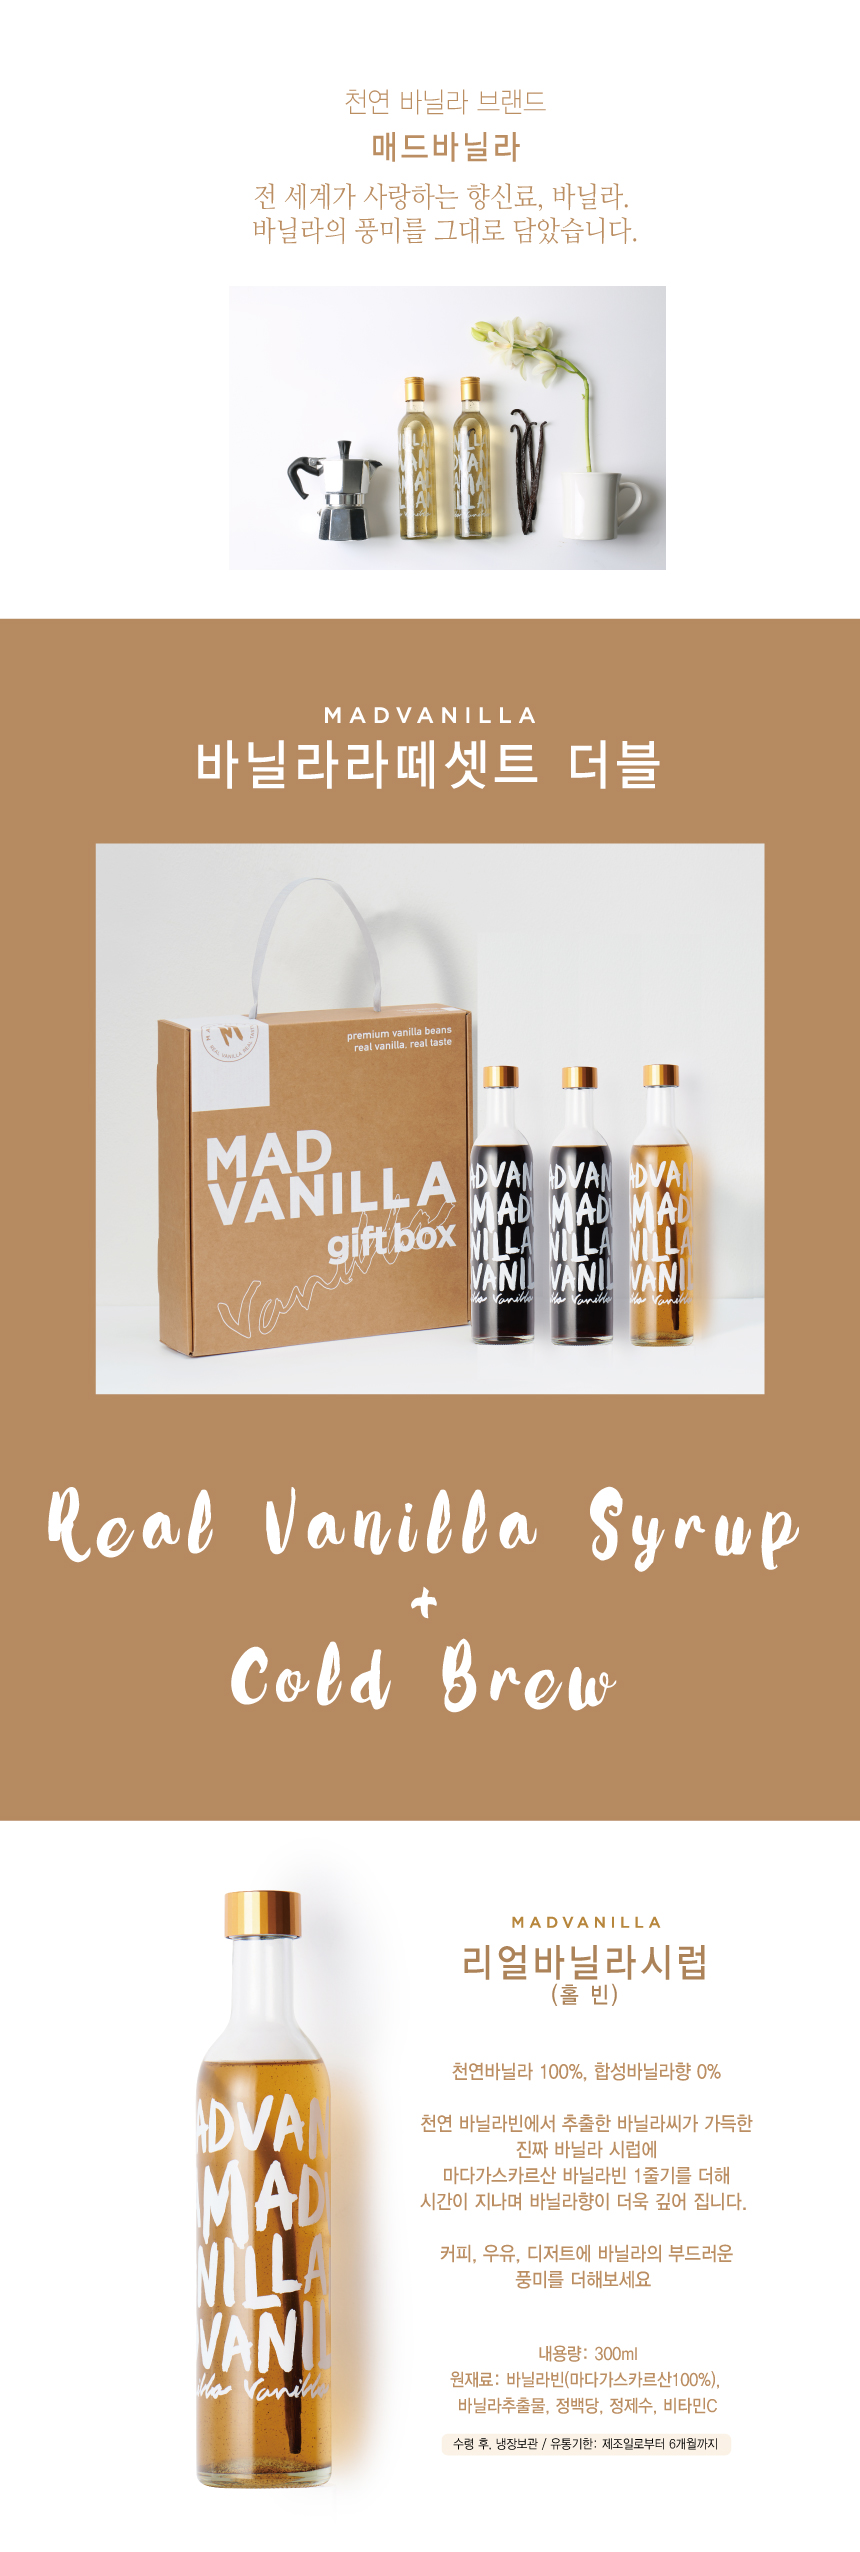 천연 바닐라 브랜드
매드바닐라
전 세계가 사랑하는 향신료, 바닐라.
바닐라의 풍미를 그대로 담았습니다.
MADVANILLA
바닐라라떼셋트 더블
premium vanilla beans
real vanilla. real taste
MAD
VANILLA
gift box
Vanilla
Real Vanilla Syrup
+
Cold Brew
MADVANILLA
리얼바닐라시럽
(홀 빈)
천연바닐라 100%, 합성바닐라향 0%
천연 바닐라빈에서 추출한 바닐라씨가 가득한
진짜 바닐라 시럽에
마다가스카르산 바닐라빈 1줄기를 더해
시간이 지나며 바닐라향이 더욱 깊어 집니다.
커피, 우유, 디저트에 바닐라의 부드러운
풍미를 더해보세요
내용량: 300ml
원재료: 바닐라빈(마다가스카르산100%),
바닐라추출물, 정백당, 정제수, 비타민C
수령 후, 냉장보관 / 유통기한: 제조일로부터 6개월까지